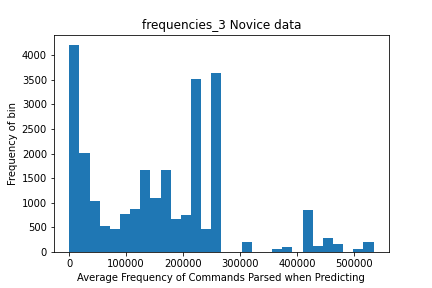 frequencies_3 Novice data
Frequency of bin
4000
3500
3000
2500
2000
1500
1000
500
0
0 100000 200000 300000 400000 500000
Average Frequency of Commands Parsed when Predicting